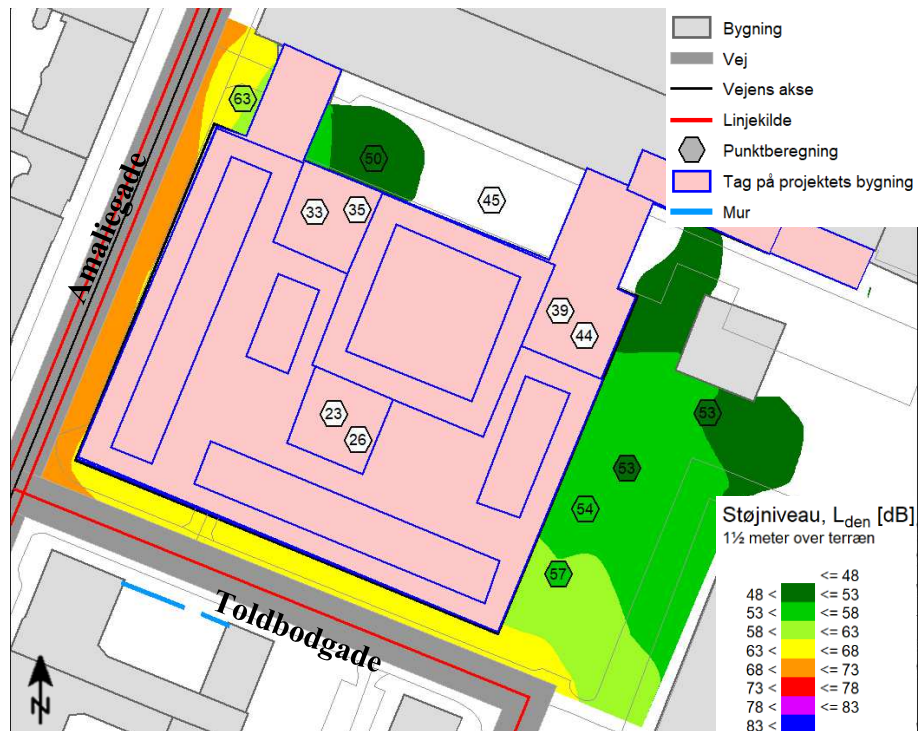 Bygning
Vej
Vejens akse
Linjekilde
Punktberegning
Tag på projektets bygning
Mur
63
50
45
33
35
39
44
23
26
53
53
54
57
Amaliegade
Toldbodgade
N
Støjniveau, Lden [dB]
1½ meter over terræn
<= 48
48 < <= 53
53 < <= 58
58 < <= 63
63 < <= 68
68 < <= 73
73 < <= 78
78 < <= 83
83 <